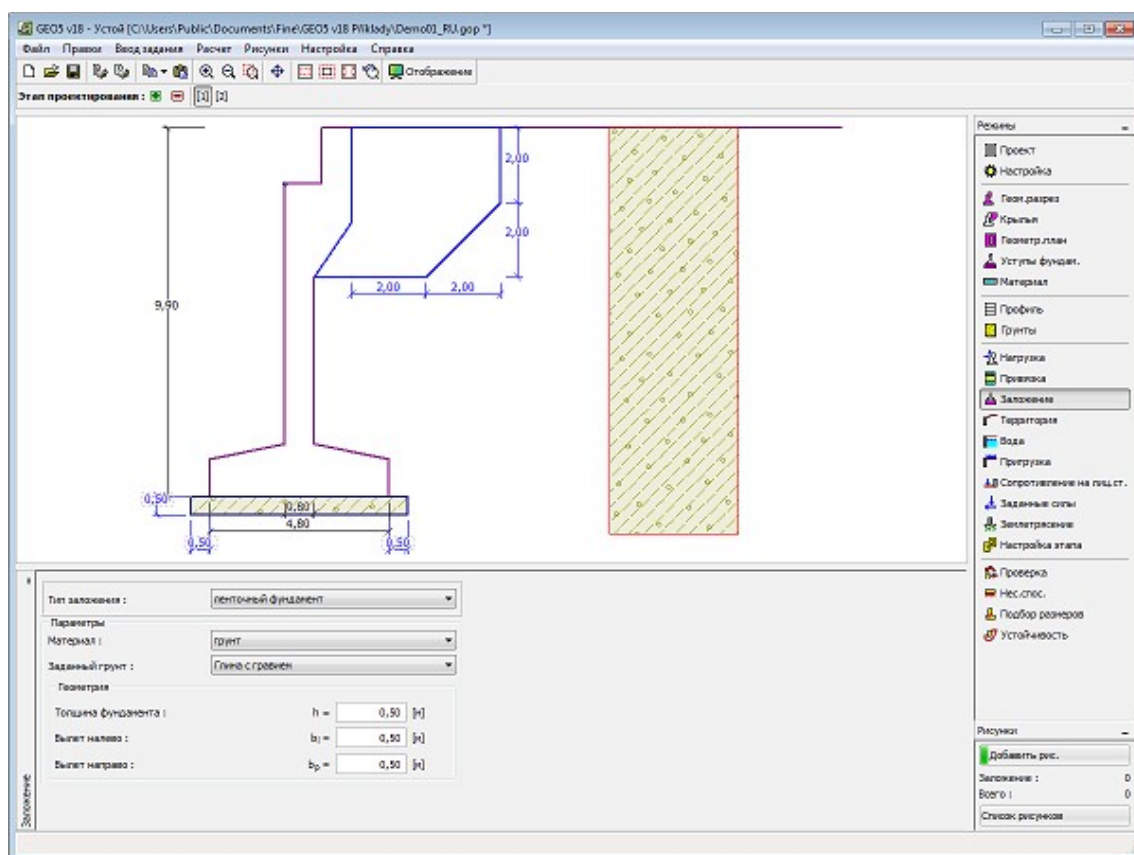 GEO5 v18 - Устой [C:\Users\Public\Documents\Fine\GEO5 v18 Příklady\Demo01_RU.gop *]
Файл Правки Ввод задания Расчет Рисунки Настройка Справка
Отображение
Этап проектирования : [1] [2]
Режимы
Проект
Настройка
Геом.разрез
Крылья
Геометр.план
Уступы фундам.
Материал
Профиль
Грунты
Нагрузка
Привязка
Заложение
Территория
Вода
Пригрузка
Сопротивление на лиц.ст.
Заданные силы
Землетрясение
Настройка этапа
Проверка
Нес.спос.
Подбор размеров
Устойчивость
2,00
2,00
2,00 2,00
9,90
0,50
0,80
4,80
0,50 0,50
Тип заложения : ленточный фундамент
Параметры
Материал : грунт
Заданный грунт : Глина с гравием
Геометрия
Толщина фундамента : h = 0,50 [м]
Вылет налево : bl = 0,50 [м]
Вылет направо : bp = 0,50 [м]
Заложение
Рисунки
Добавить рис.
Заложение : 0
Всего : 0
Список рисунков